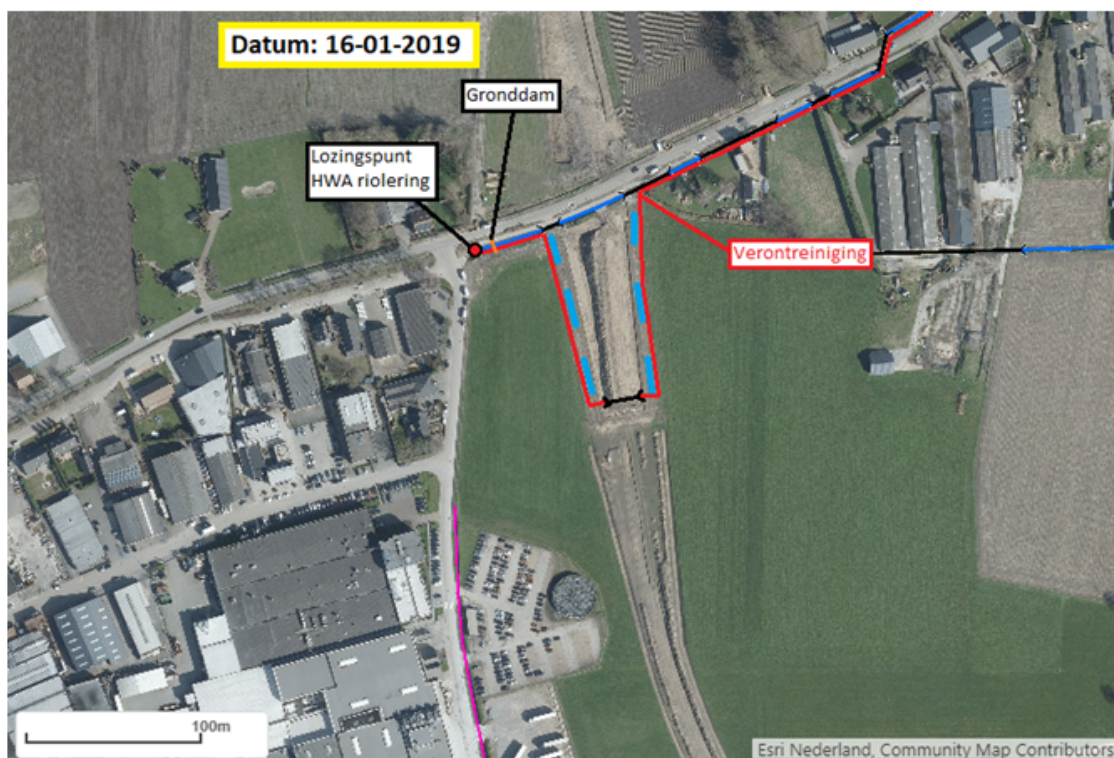 Datum: 16-01-2019
Gronddam
Lozingspunt
HWA riolering
Verontreiniging
100m
Esri Nederland, Community Map Contributors